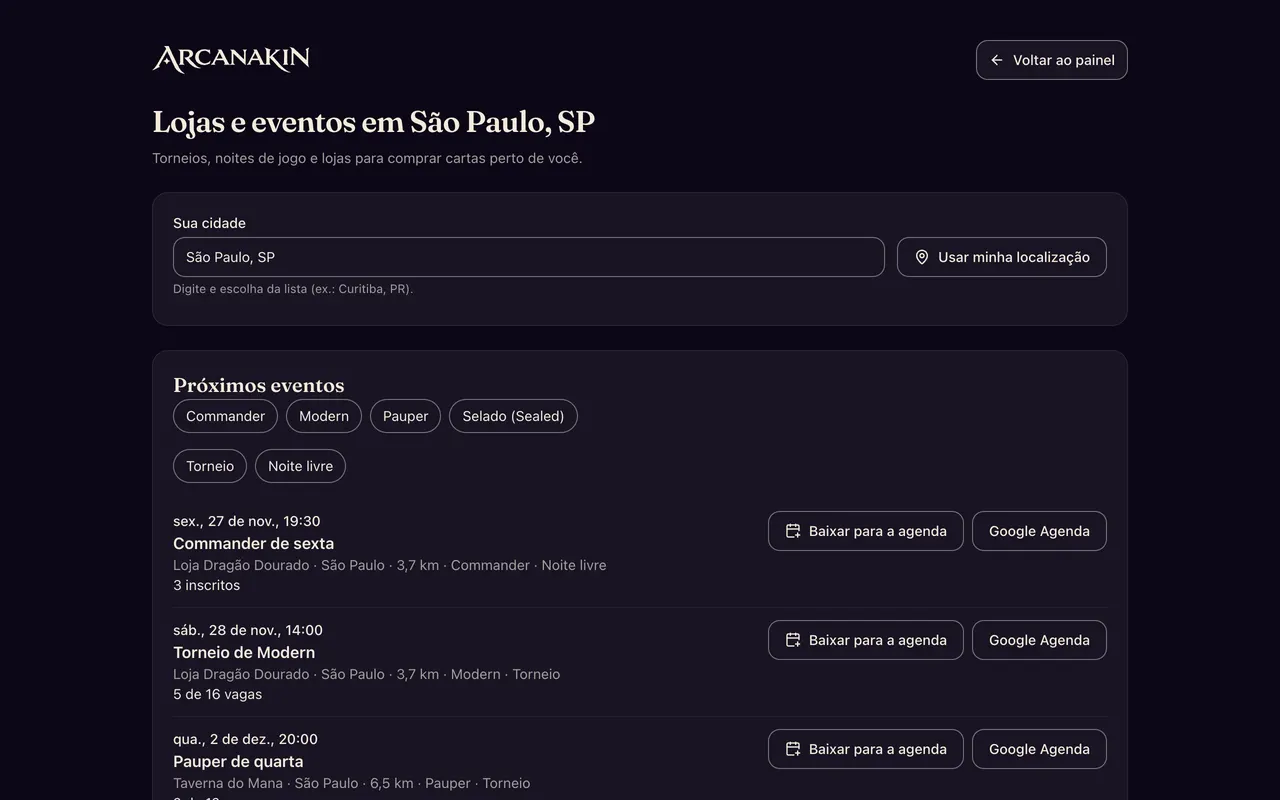 ARCANAKIN
Voltar ao painel
Lojas e eventos em São Paulo, SP
Torneios, noites de jogo e lojas para comprar cartas perto de você.
Sua cidade
São Paulo, SP
Usar minha localização
Digite e escolha da lista (ex.: Curitiba, PR).
Próximos eventos
Commander Modern Pauper Selado (Sealed)
Torneio Noite livre
sex., 27 de nov., 19:30
Commander de sexta
Loja Dragão Dourado · São Paulo · 3,7 km · Commander · Noite livre
3 inscritos
Baixar para a agenda Google Agenda
sáb., 28 de nov., 14:00
Torneio de Modern
Loja Dragão Dourado · São Paulo · 3,7 km · Modern · Torneio
5 de 16 vagas
Baixar para a agenda Google Agenda
qua., 2 de dez., 20:00
Pauper de quarta
Taverna do Mana · São Paulo · 6,5 km · Pauper · Torneio
Baixar para a agenda Google Agenda